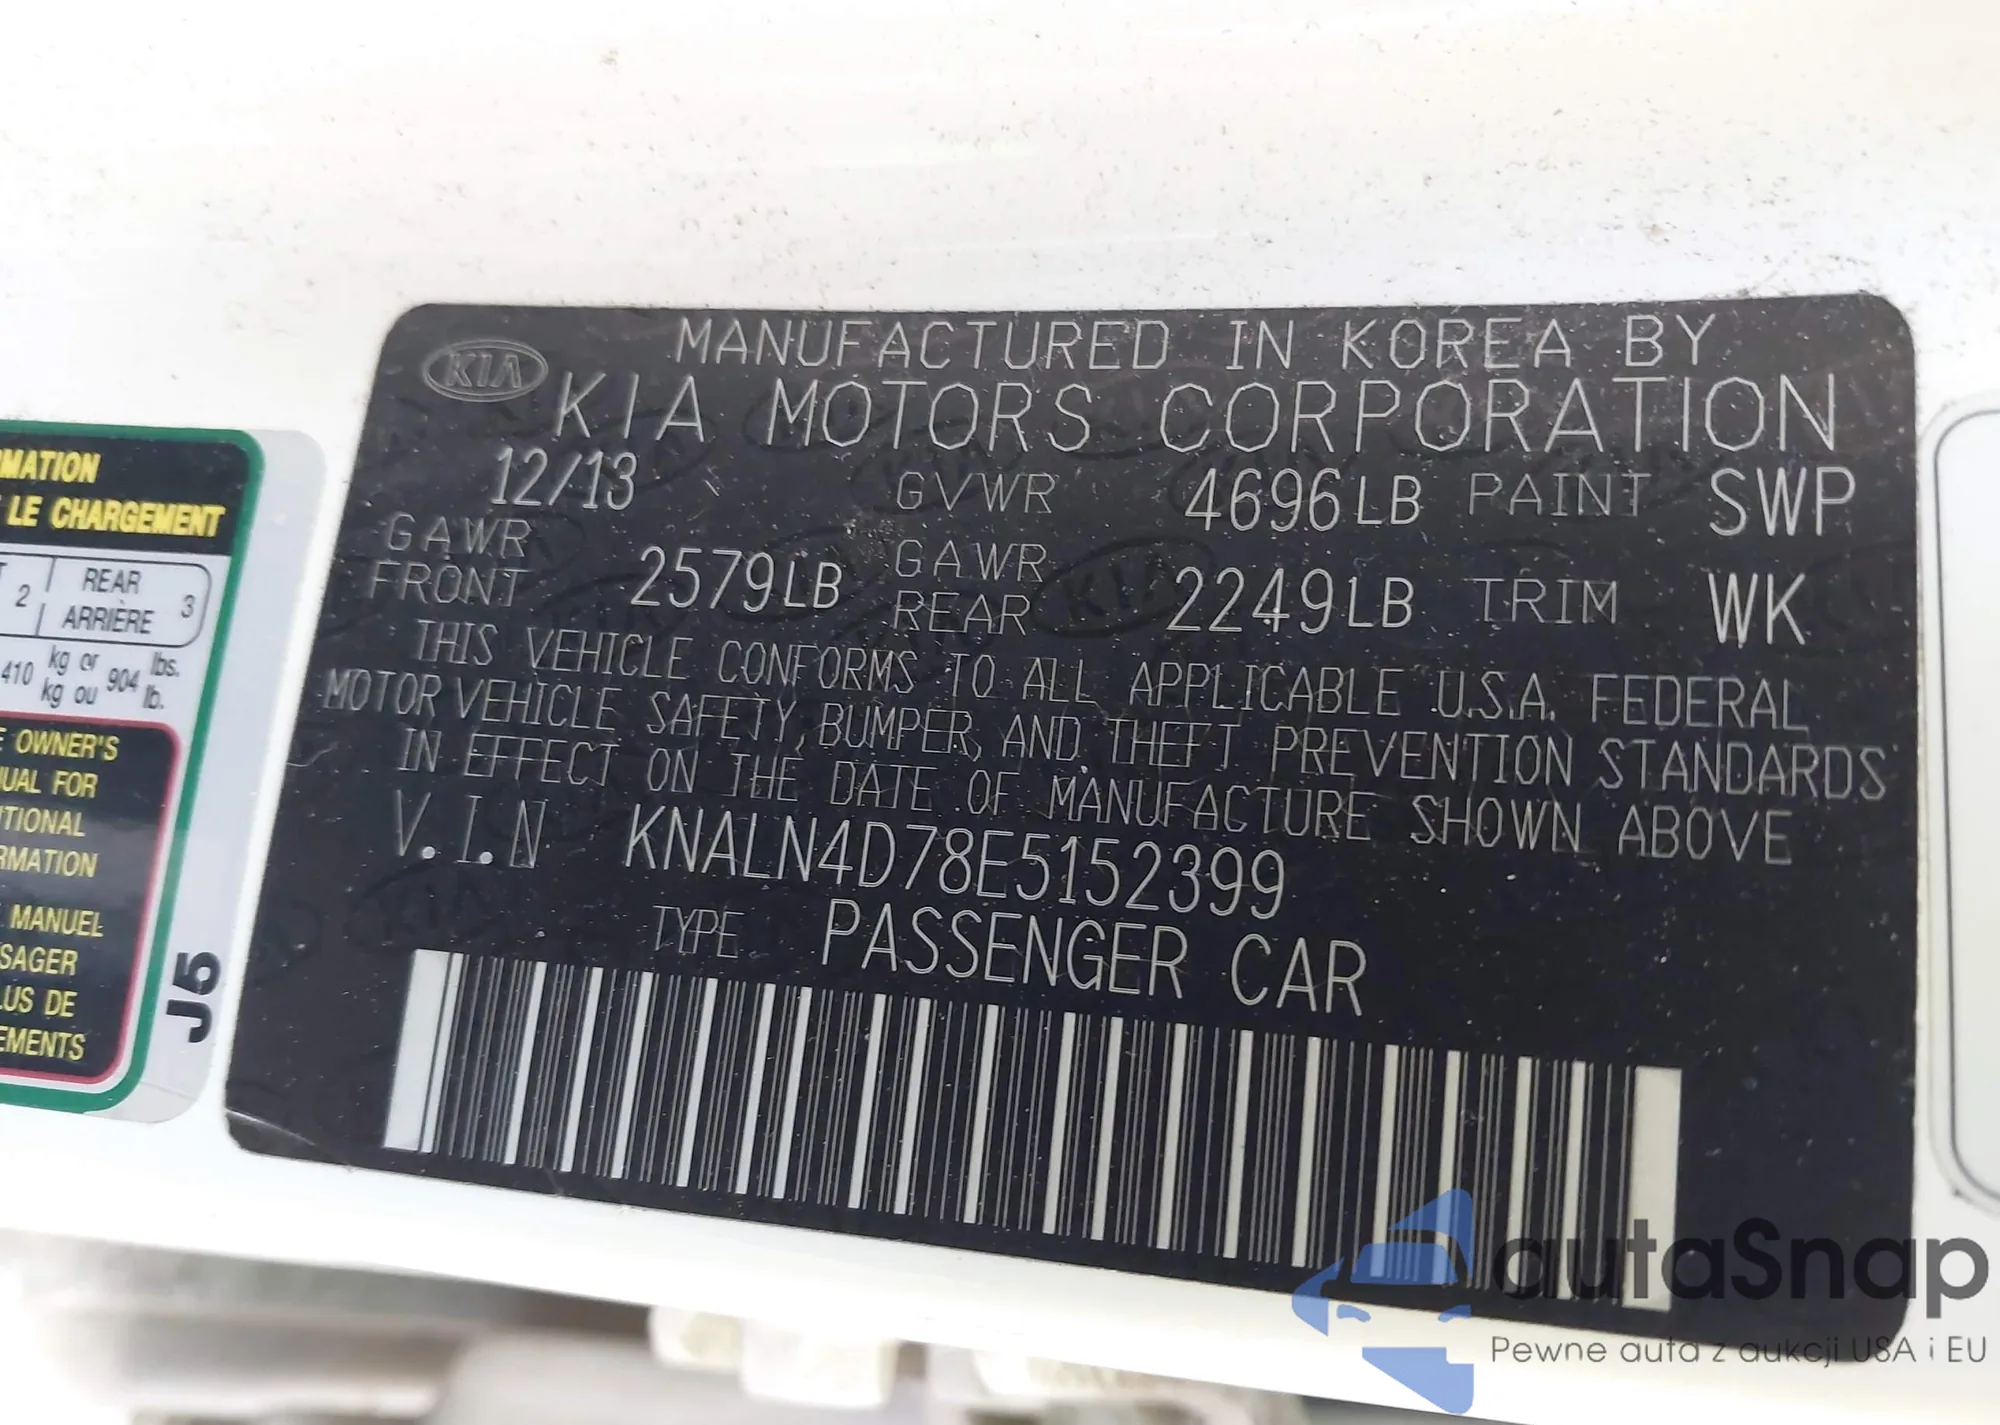 MANUFACTURED IN KOREA BY
KIA KIA MOTORS CORPORATION
12/13 GVWR 4696LB PAINT SWP
GAWR FRONT 2579LB GAWR REAR 2249LB TRIM WK
THIS VEHICLE CONFORMS TO ALL APPLICABLE U.S.A. FEDERAL
MOTOR VEHICLE SAFETY, BUMPER, AND THEFT PREVENTION STANDARDS
IN EFFECT ON THE DATE OF MANUFACTURE SHOWN ABOVE
V.I.N KNALN4D78E5152399
TYPE PASSENGER CAR
MATION
LE CHARGEMENT
2 REAR ARRIÈRE 3
410 kg or 904 lbs.
kg ou lb.
OWNER'S
UAL FOR
TIONAL
RMATION
MANUEL
SAGER
LUS DE
EMENTS
J5
autaSnap
Pewne auta z aukcji USA i EU